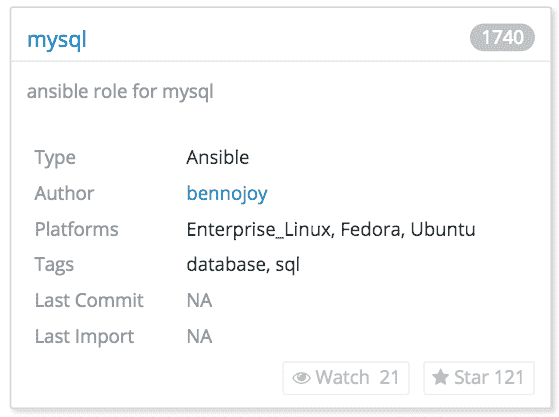 mysql 1740
ansible role for mysql
Type Ansible
Author bennojoy
Platforms Enterprise_Linux, Fedora, Ubuntu
Tags database, sql
Last Commit NA
Last Import NA
Watch 21 Star 121